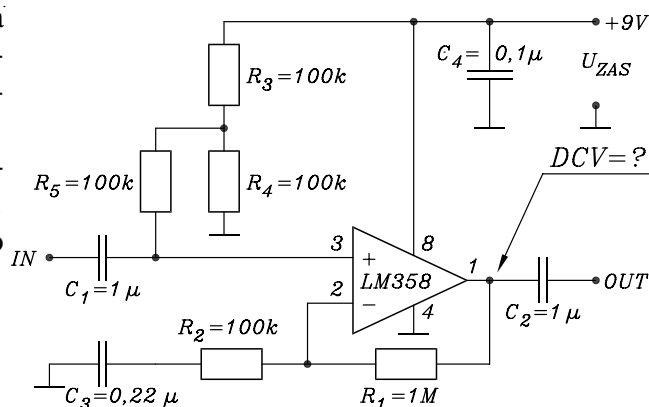 +9V
C4= 0,1μ
UZAS
R3=100k
DCV=?
R5=100k
R4=100k
IN
3
8
+
1
LM358
2
−
4
OUT
C1=1μ
C2=1μ
R2=100k
C3=0,22μ
R1=1M